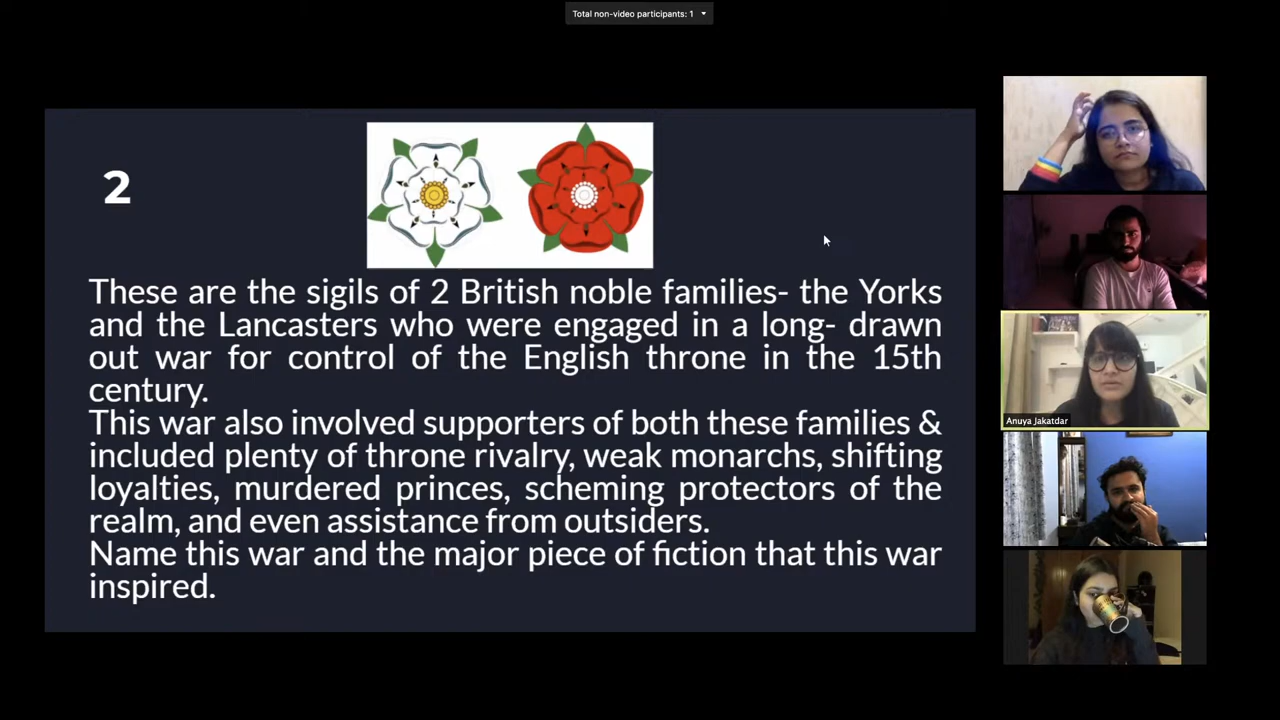 Total non-video participants: 1
2
These are the sigils of 2 British noble families- the Yorks
and the Lancasters who were engaged in a long- drawn
out war for control of the English throne in the 15th
century.
This war also involved supporters of both these families &
included plenty of throne rivalry, weak monarchs, shifting
loyalties, murdered princes, scheming protectors of the
realm, and even assistance from outsiders.
Name this war and the major piece of fiction that this war
inspired.
Anuya Jakatdar